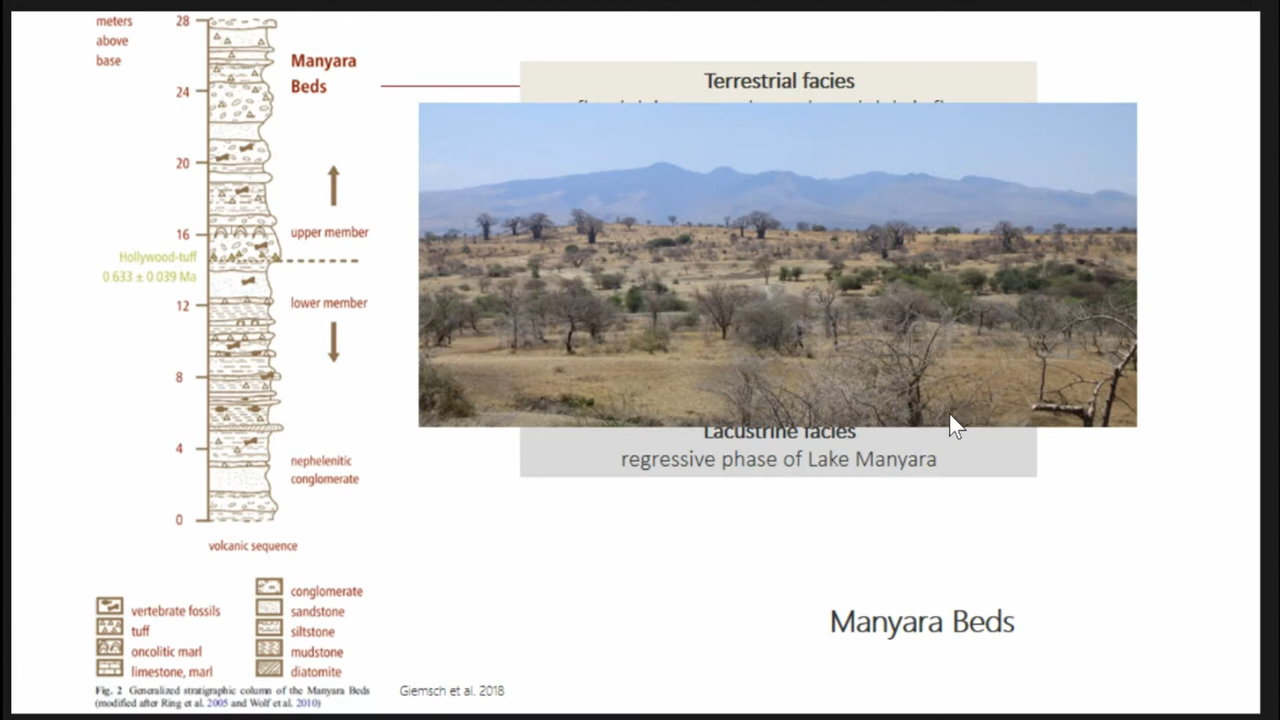 meters
above
base
28
24
20
16
12
8
4
0
Manyara
Beds
upper member
Hollywood-tuff
0.633 ± 0.039 Ma
lower member
nephelenitic
conglomerate
volcanic sequence
Terrestrial facies
Lacustrine facies
regressive phase of Lake Manyara
vertebrate fossils
tuff
oncolitic marl
limestone, marl
conglomerate
sandstone
siltstone
mudstone
diatomite
Manyara Beds
Fig. 2 Generalized stratigraphic column of the Manyara Beds
(modified after Ring et al. 2005 and Wolf et al. 2010)
Giemsch et al. 2018